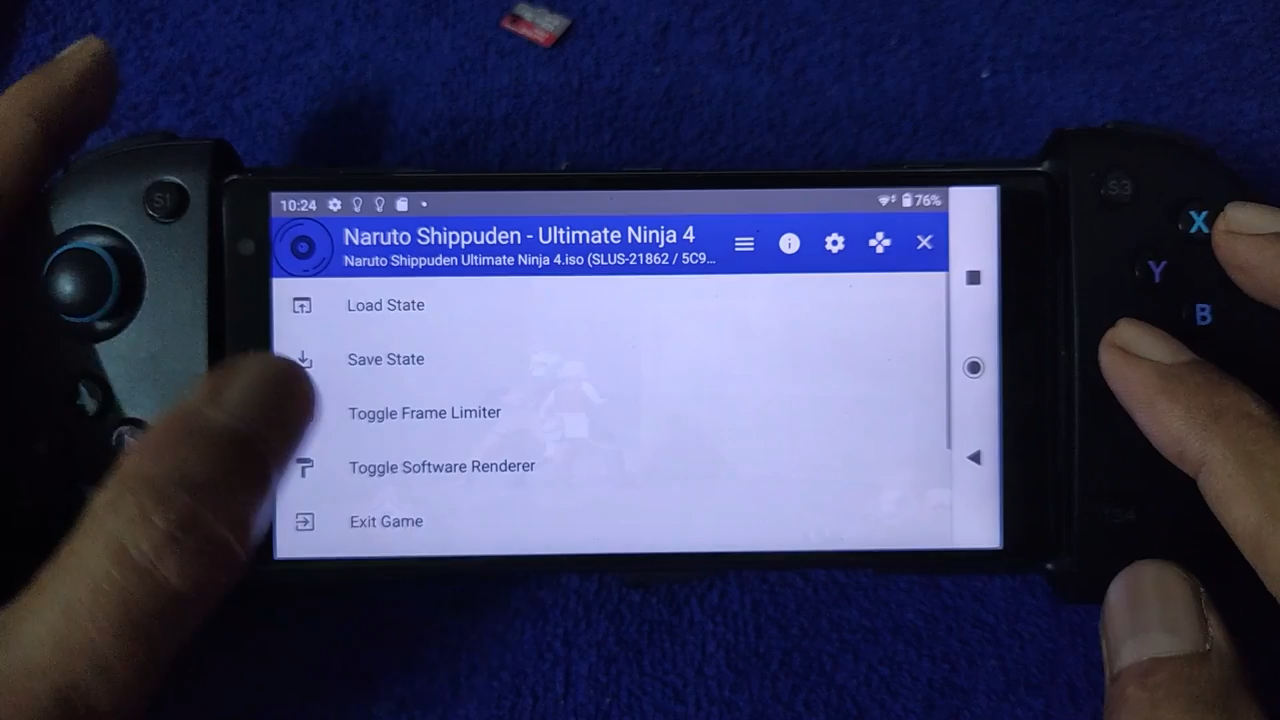 S1
S3
10:24
76%
Naruto Shippuden - Ultimate Ninja 4
Naruto Shippuden Ultimate Ninja 4.iso (SLUS-21862 / 5C9...
X
Y
B
Load State
Save State
Toggle Frame Limiter
Toggle Software Renderer
Exit Game